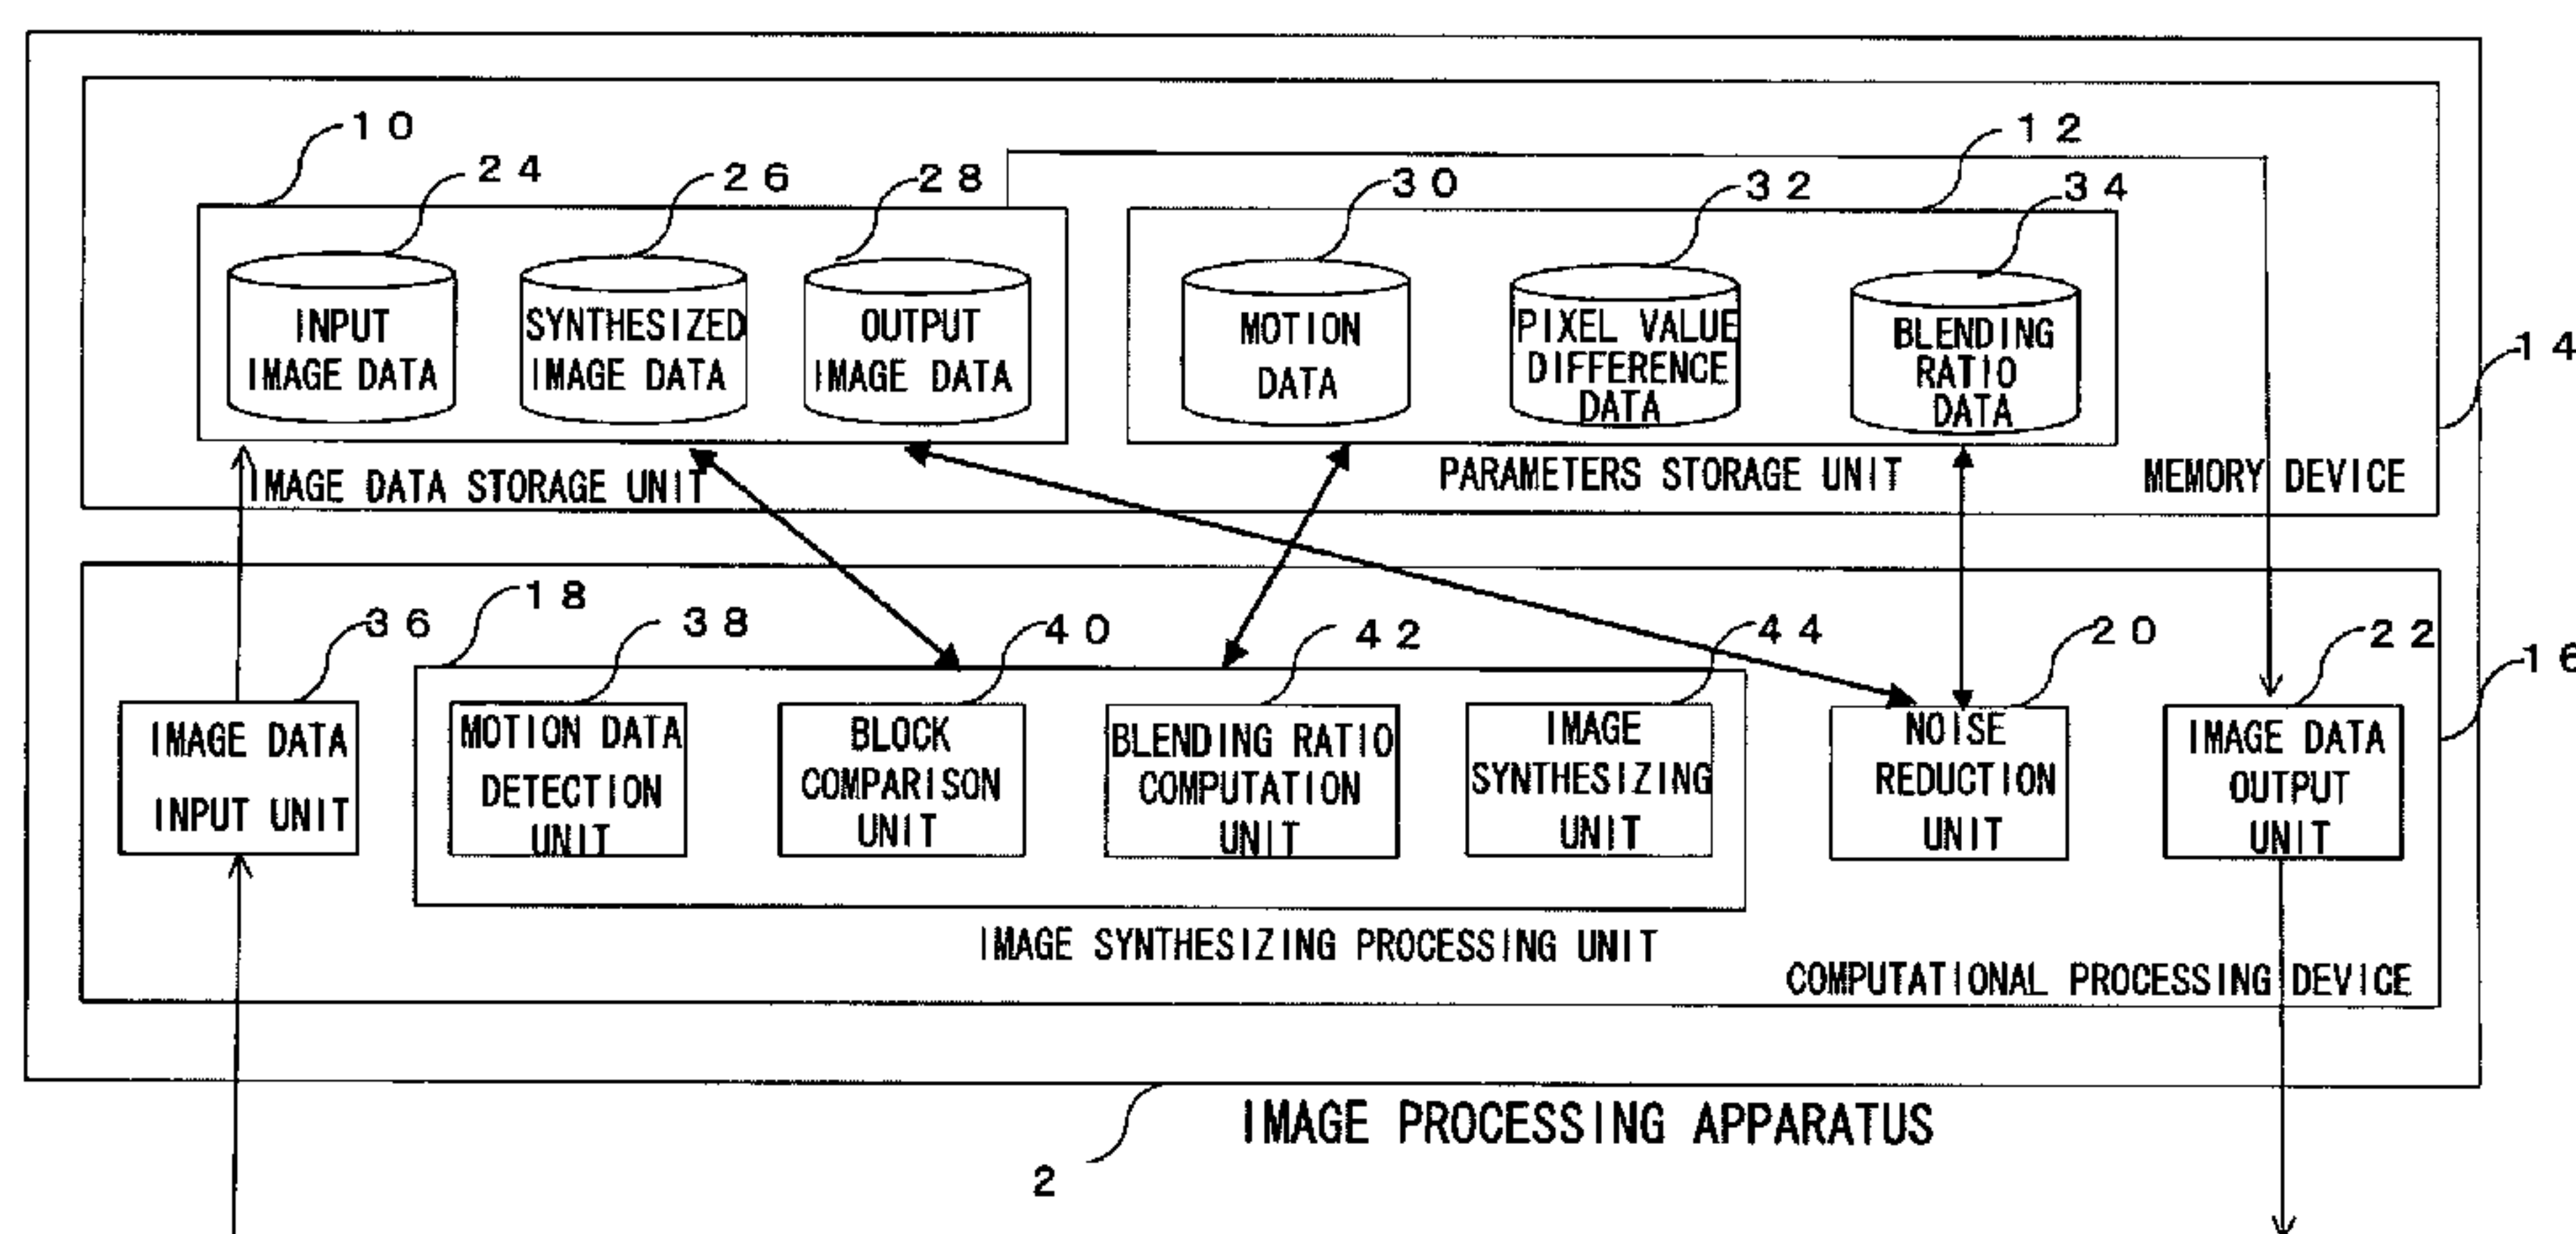 10
12
24
26
28
30
32
34
INPUT
IMAGE DATA
SYNTHESIZED
IMAGE DATA
OUTPUT
IMAGE DATA
MOTION
DATA
PIXEL VALUE
DIFFERENCE
DATA
BLENDING
RATIO
DATA
14
IMAGE DATA STORAGE UNIT
PARAMETERS STORAGE UNIT
MEMORY DEVICE
18
36
38
40
42
44
20
22
16
IMAGE DATA
INPUT UNIT
MOTION DATA
DETECTION
UNIT
BLOCK
COMPARISON
UNIT
BLENDING RATIO
COMPUTATION
UNIT
IMAGE
SYNTHESIZING
UNIT
NOISE
REDUCTION
UNIT
IMAGE DATA
OUTPUT
UNIT
IMAGE SYNTHESIZING PROCESSING UNIT
COMPUTATIONAL PROCESSING DEVICE
IMAGE PROCESSING APPARATUS
2